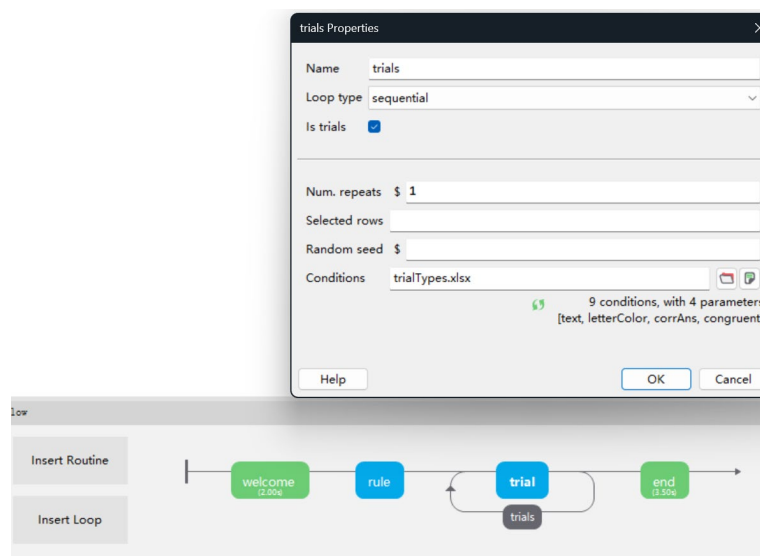 trials Properties
Name trials
Loop type sequential
Is trials
Num. repeats $ 1
Selected rows
Random seed $
Conditions trialTypes.xlsx
9 conditions, with 4 parameters
[text, letterColor, corrAns, congruent
Help OK Cancel
low
Insert Routine
Insert Loop
welcome
(2.00s)
rule
trial
trials
end
(3.50s)